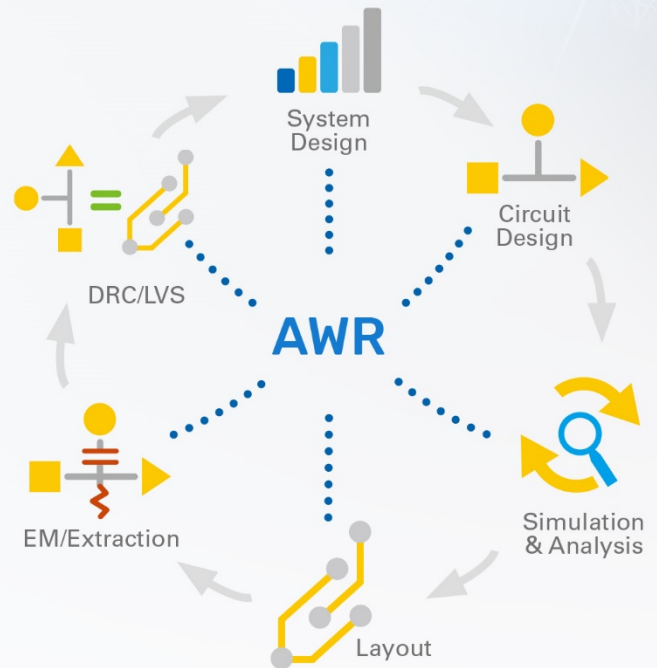 System
Design
Circuit
Design
DRC/LVS
AWR
EM/Extraction
Simulation
& Analysis
Layout